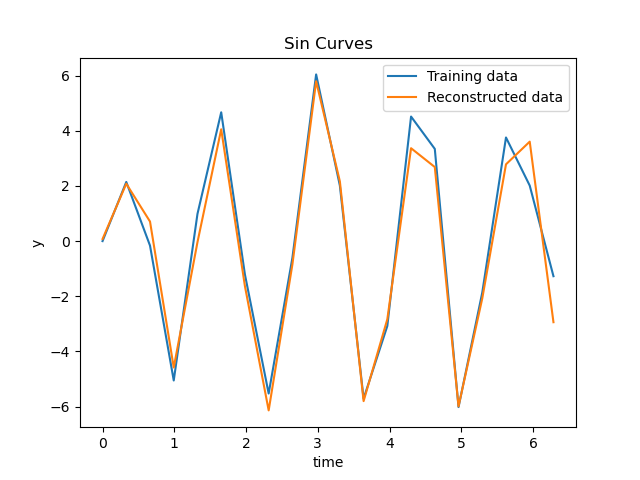 Sin Curves
Training data
Reconstructed data
6
4
2
0
−2
−4
−6
y
0 1 2 3 4 5 6
time